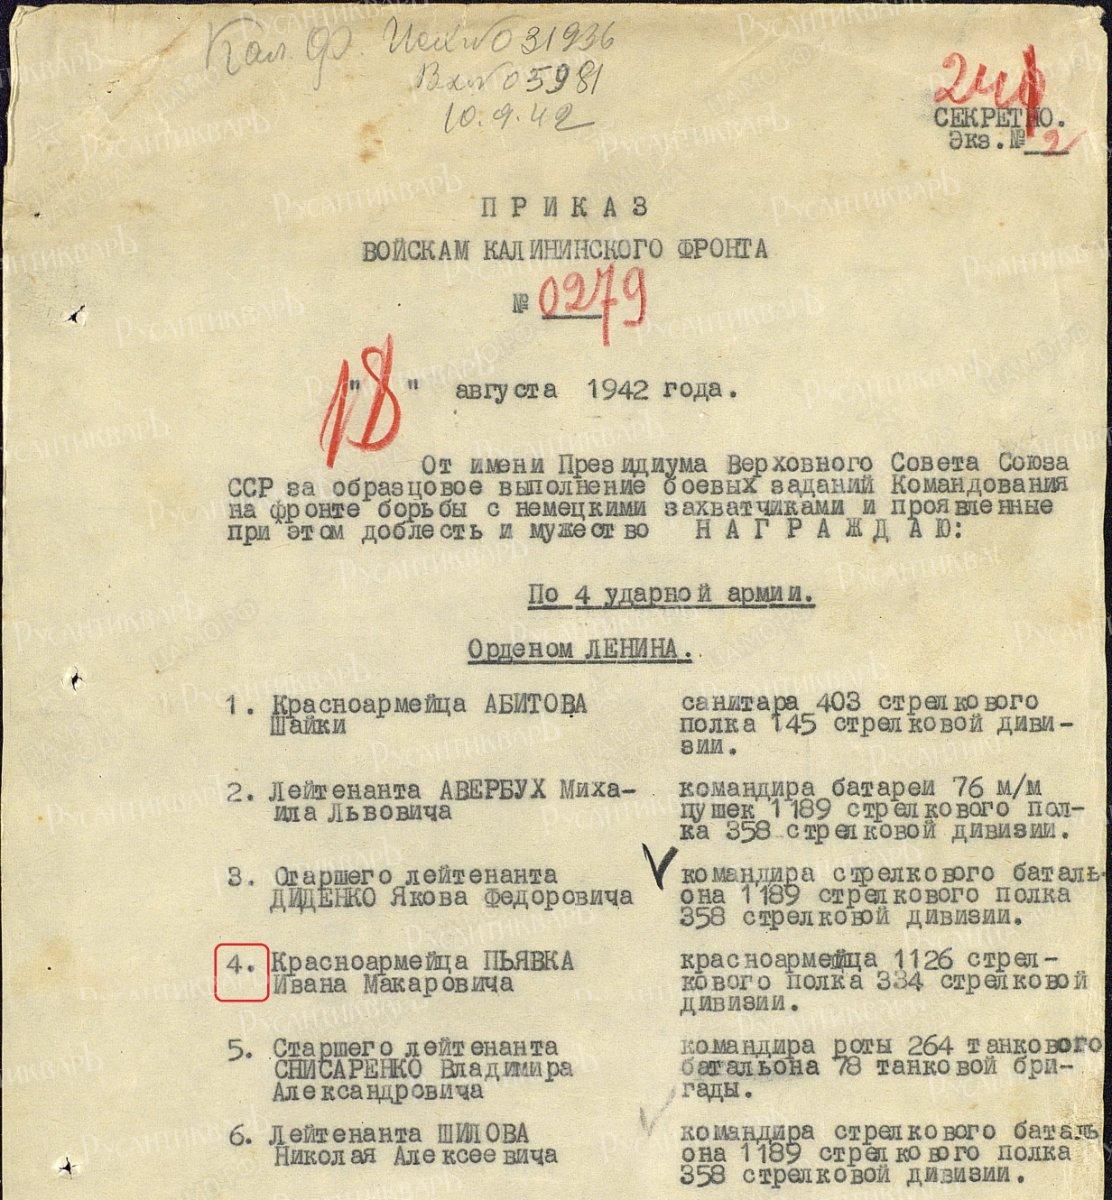 Кал. Ф. Исх №031936
Вх №05981
10.9.42
СЕКРЕТНО.
Экз.№ 2
П Р И К А З
ВОЙСКАМ КАЛИНИНСКОГО ФРОНТА
№ 0279
"18" августа 1942 года.
От имени Президиума Верховного Совета Союза
ССР за образцовое выполнение боевых заданий Командования
на фронте борьбы с немецкими захватчиками и проявленные
при этом доблесть и мужество Н А Г Р А Ж Д А Ю:
По 4 ударной армии.
Орденом ЛЕНИНА.
1. Красноармейца АБИТОВА
Шайки
санитара 403 стрелкового
полка 145 стрелковой диви-
зии.
2. Лейтенанта АВЕРБУХ Миха-
ила Львовича
командира батареи 76 м/м
пушек 1189 стрелкового пол-
ка 358 стрелковой дивизии.
3. Старшего лейтенанта
ДИДЕНКО Якова Федоровича
командира стрелкового баталь-
она 1189 стрелкового полка
358 стрелковой дивизии.
4. Красноармейца ПЬЯВКА
Ивана Макаровича
красноармейца 1126 стрел-
кового полка 334 стрелковой
дивизии.
5. Старшего лейтенанта
СНИСАРЕНКО Владимира
Александровича
командира роты 264 танкового
батальона 78 танковой бри-
гады.
6. Лейтенанта ШИЛОВА
Николая Алексеевича
командира стрелкового баталь
она 1189 стрелкового полка
358 стрелковой дивизии.